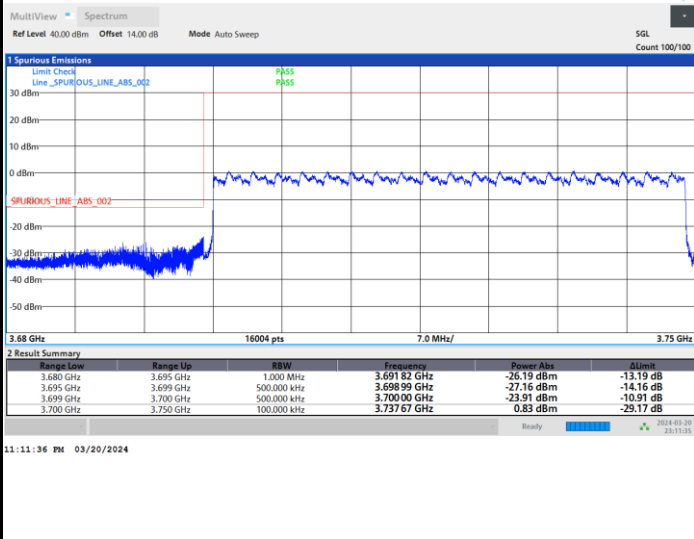 MultiView Spectrum
Ref Level 40.00 dBm Offset 14.00 dB Mode Auto Sweep SGL
Count 100/100
1 Spurious Emissions
Limit Check PASS
Line _SPURIOUS_LINE_ABS_002 PASS
30 dBm
20 dBm
10 dBm
0 dBm
_SPURIOUS_LINE_ABS_002
-20 dBm
-30 dBm
-40 dBm
-50 dBm
3.68 GHz 16004 pts 7.0 MHz/ 3.75 GHz
2 Result Summary
Range Low Range Up RBW Frequency Power Abs ΔLimit
3.680 GHz 3.695 GHz 1.000 MHz 3.691 82 GHz -26.19 dBm -13.19 dB
3.695 GHz 3.699 GHz 500.000 kHz 3.698 99 GHz -27.16 dBm -14.16 dB
3.699 GHz 3.700 GHz 500.000 kHz 3.700 00 GHz -23.91 dBm -10.91 dB
3.700 GHz 3.750 GHz 100.000 kHz 3.737 67 GHz 0.83 dBm -29.17 dB
Ready 2024-03-20
23:11:35
11:11:36 PM 03/20/2024